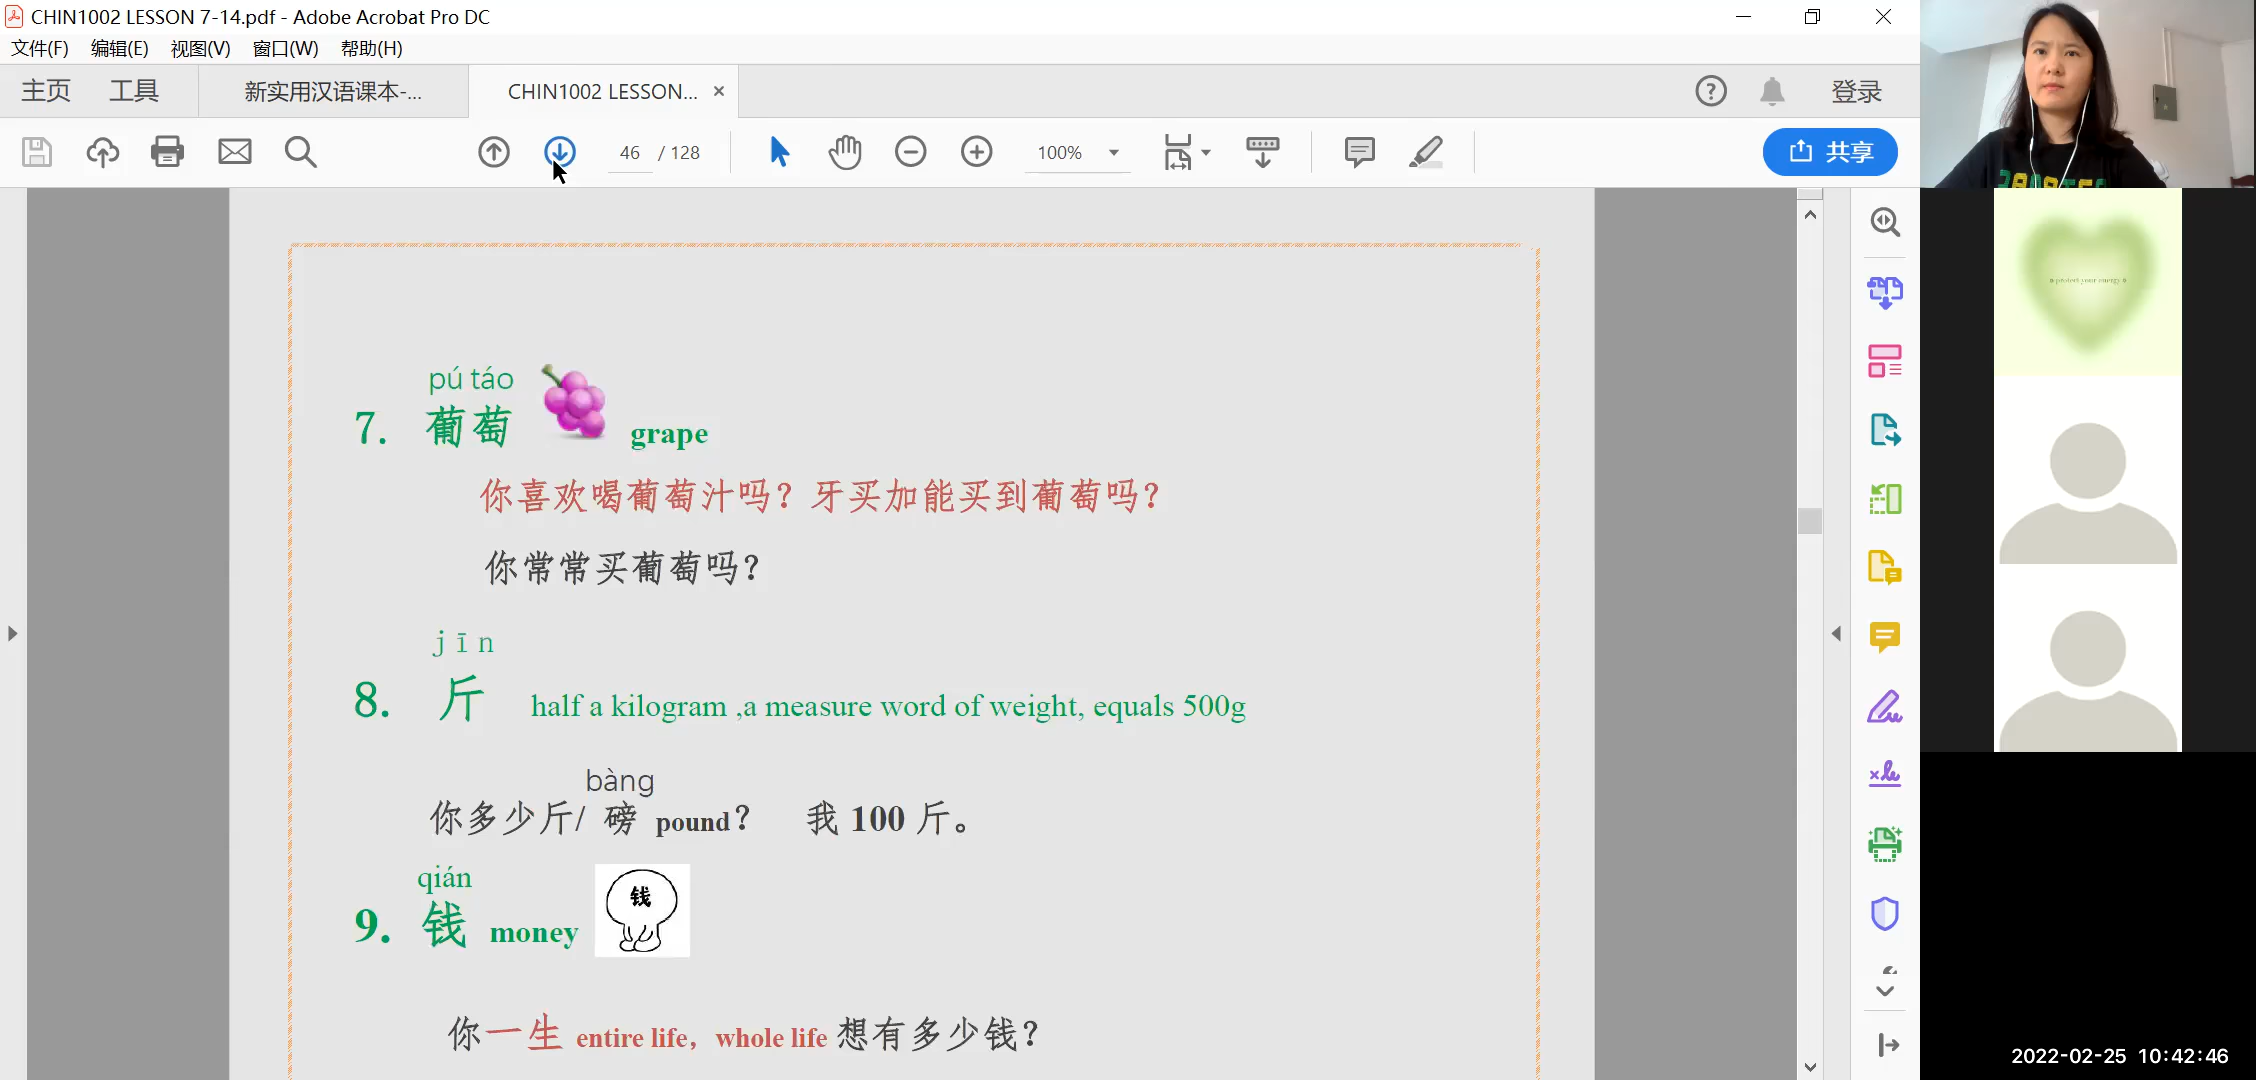 CHIN1002 LESSON 7-14.pdf - Adobe Acrobat Pro DC
文件(F) 编辑(E) 视图(V) 窗口(W) 帮助(H)
主页 工具 新实用汉语课本-... CHIN1002 LESSON... × 登录
46 / 128 100% 共享
pú táo
7. 葡萄 grape
你喜欢喝葡萄汁吗？牙买加能买到葡萄吗？
你常常买葡萄吗？
jīn
8. 斤 half a kilogram ,a measure word of weight, equals 500g
bàng
你多少斤/ 磅 pound？ 我 100 斤。
qián
9. 钱 money 钱
你一生 entire life，whole life 想有多少钱？
protect your energy
2022-02-25 10:42:46